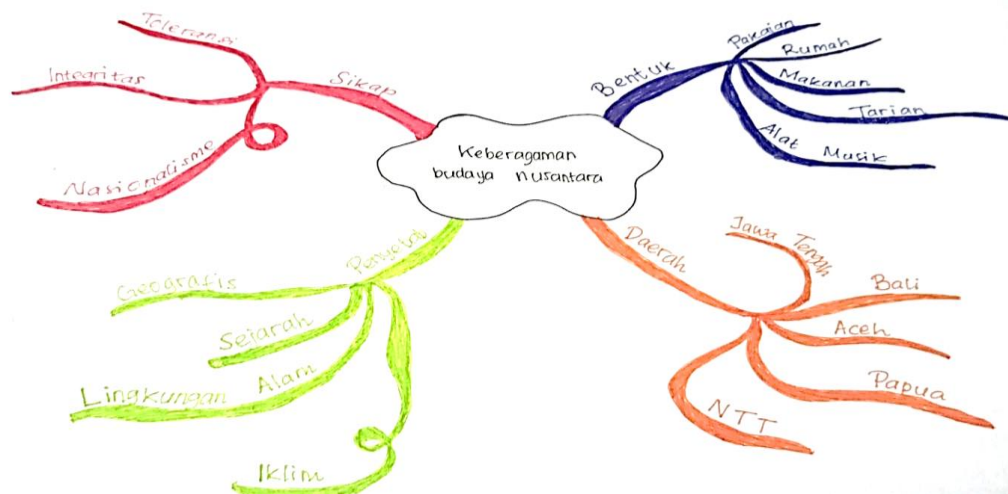 Keberagaman
budaya nusantara
Sikap
Toleransi
Integritas
Nasionalisme
Bentuk
Pakaian
Rumah
Makanan
Tarian
Alat Musik
Penyebab
Geografis
Sejarah
Lingkungan Alam
Iklim
Daerah
Jawa Tengah
Bali
Aceh
Papua
NTT